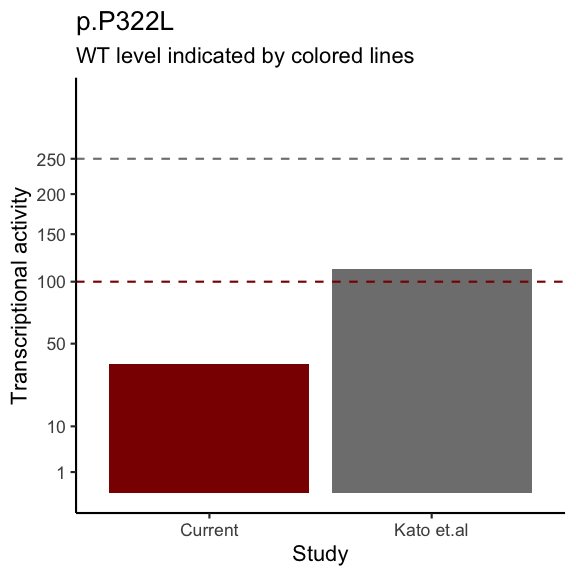 p.P322L
WT level indicated by colored lines
Transcriptional activity
250
200
150
100
50
10
1
Current
Kato et.al
Study